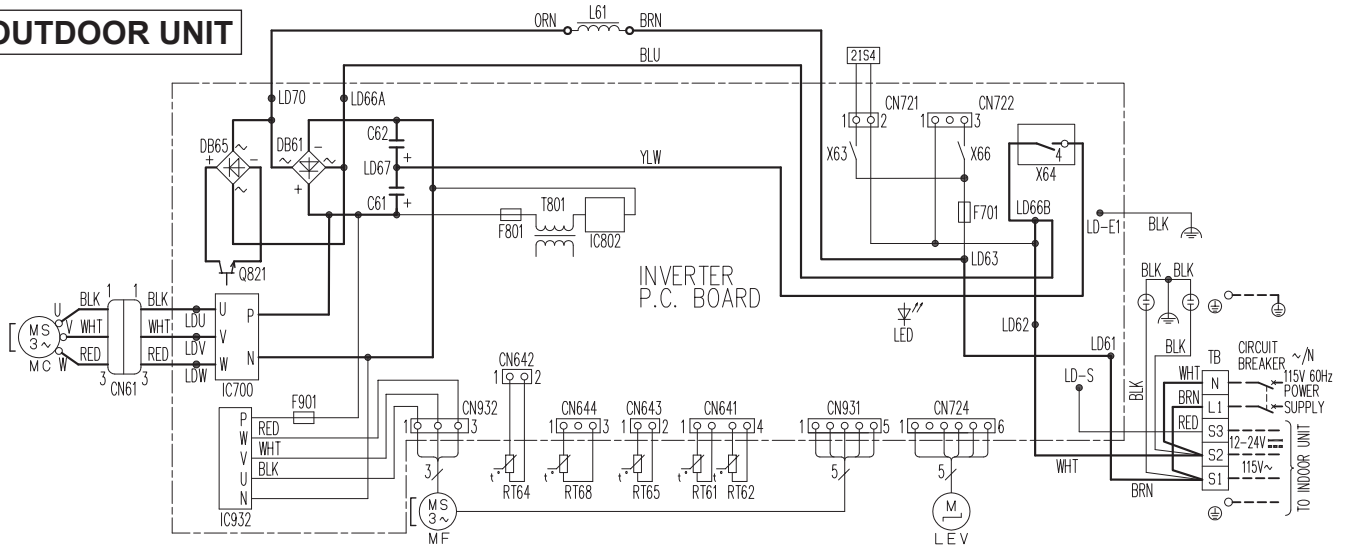 OUTDOOR UNIT
ORN L61 BRN
BLU
21S4
LD70
LD66A
CN721
CN722
1 2
1 3
DB65
DB61
C62
LD67
C61
YLW
X63
X66
X64
4
F801
T801
IC802
F701
LD66B
LD-E1
BLK
LD63
Q821
INVERTER
P.C. BOARD
LED
LD62
LD61
LD-S
BLK BLK
BLK
BLK
TB
CIRCUIT
BREAKER
~/N
115V 60Hz
POWER
SUPPLY
WHT N
BRN L1
RED S3
12-24V
S2
115V~
S1
TO INDOOR UNIT
WHT
BRN
U BLK 1 1 BLK LDU U P
V WHT WHT LDV V
W RED 3 3 RED LDW W N
MS
3~
MC
CN61
IC700
F901
P
W RED
V WHT
U BLK
N
IC932
CN932
1 3
3
MS
3~
MF
CN642
1 2
t°
RT64
CN644
1 3
t°
RT68
CN643
1 2
t°
RT65
CN641
1 4
t° t°
RT61 RT62
CN931
1 5
5
CN724
1 6
5
M
LEV